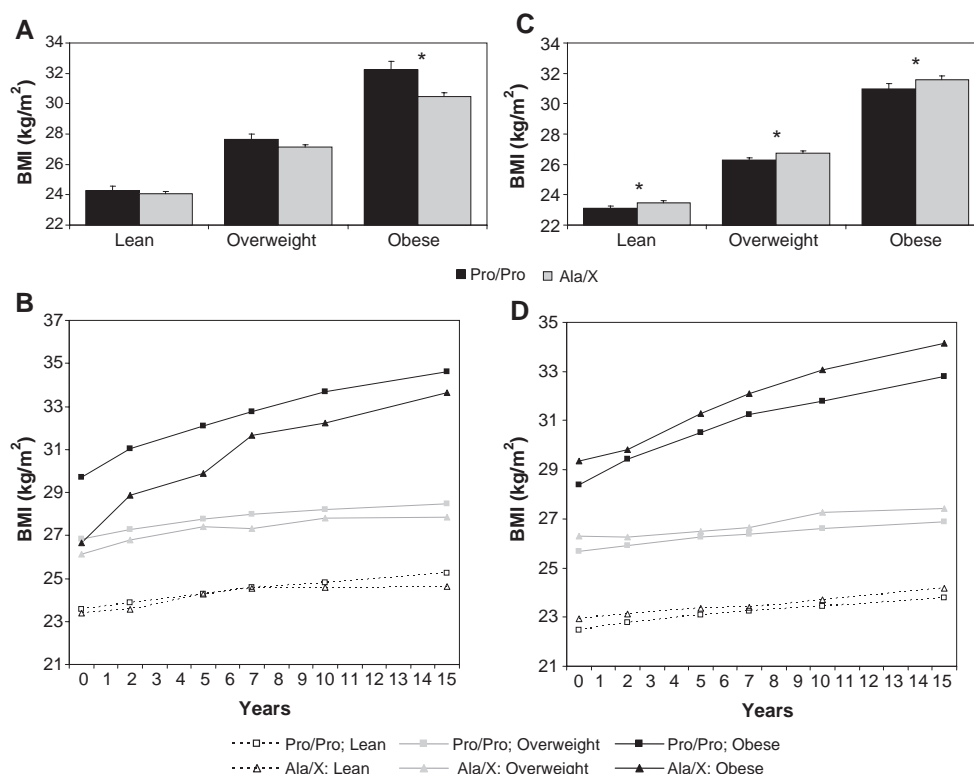 A
BMI (kg/m²)
34
32
30
28
26
24
22
*
Lean Overweight Obese
C
BMI (kg/m²)
34
32
30
28
26
24
22
*
*
*
Lean Overweight Obese
Pro/Pro Ala/X
B
BMI (kg/m²)
37
35
33
31
29
27
25
23
21
0 1 2 3 4 5 6 7 8 9 10 11 12 13 14 15
Years
D
BMI (kg/m²)
35
33
31
29
27
25
23
21
0 1 2 3 4 5 6 7 8 9 10 11 12 13 14 15
Years
Pro/Pro; Lean Pro/Pro; Overweight Pro/Pro; Obese
Ala/X: Lean Ala/X: Overweight Ala/X: Obese